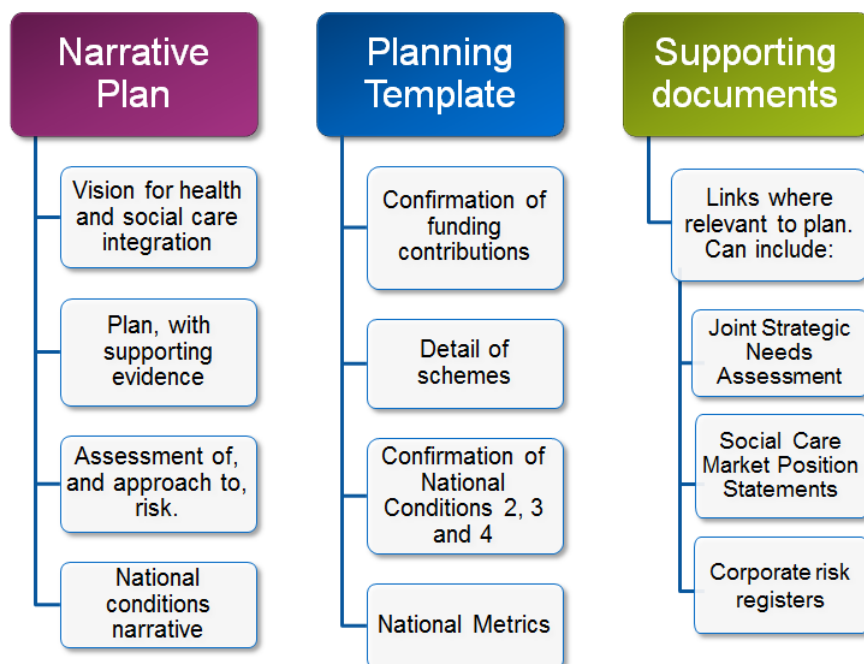 Narrative
Plan
Vision for health
and social care
integration
Plan, with
supporting
evidence
Assessment of,
and approach to,
risk.
National
conditions
narrative
Planning
Template
Confirmation of
funding
contributions
Detail of
schemes
Confirmation of
National
Conditions 2, 3
and 4
National Metrics
Supporting
documents
Links where
relevant to plan.
Can include:
Joint Strategic
Needs
Assessment
Social Care
Market Position
Statements
Corporate risk
registers